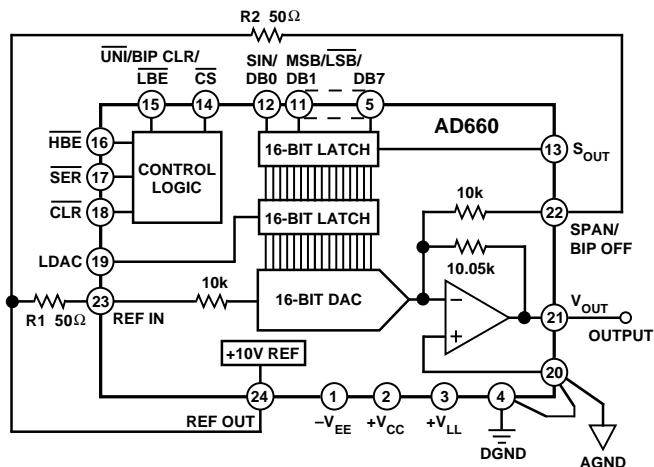 R2 50Ω
UNI/BIP CLR/
LBE
CS
SIN/
DB0
MSB/LSB/
DB1
DB7
15
14
12
11
5
AD660
HBE
16
SER
17
CLR
18
CONTROL
LOGIC
16-BIT LATCH
13
SOUT
10k
22
SPAN/
BIP OFF
16-BIT LATCH
LDAC
19
10.05k
10k
16-BIT DAC
R1 50Ω
23
REF IN
−
+
21
VOUT
OUTPUT
+10V REF
20
24
1
2
3
4
REF OUT
–VEE
+VCC
+VLL
DGND
AGND